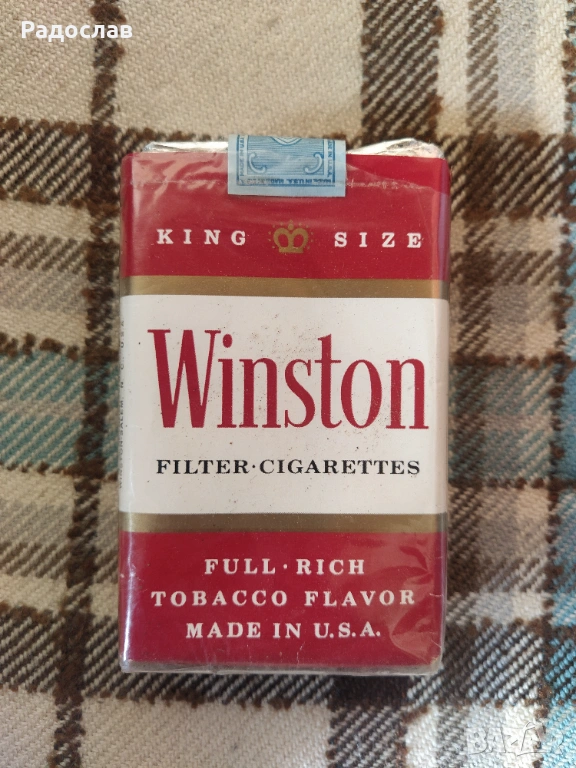 Радослав
KING SIZE
Winston
FILTER·CIGARETTES
FULL·RICH
TOBACCO FLAVOR
MADE IN U.S.A.